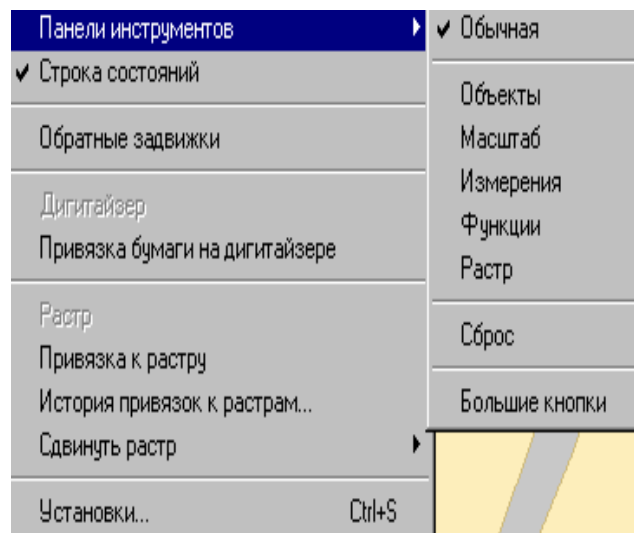 Панели инструментов
Строка состояний
Обратные задвижки
Дигитайзер
Привязка бумаги на дигитайзере
Растр
Привязка к растру
История привязок к растрам...
Сдвинуть растр
Установки... Ctrl+S
Обычная
Объекты
Масштаб
Измерения
Функции
Растр
Сброс
Большие кнопки